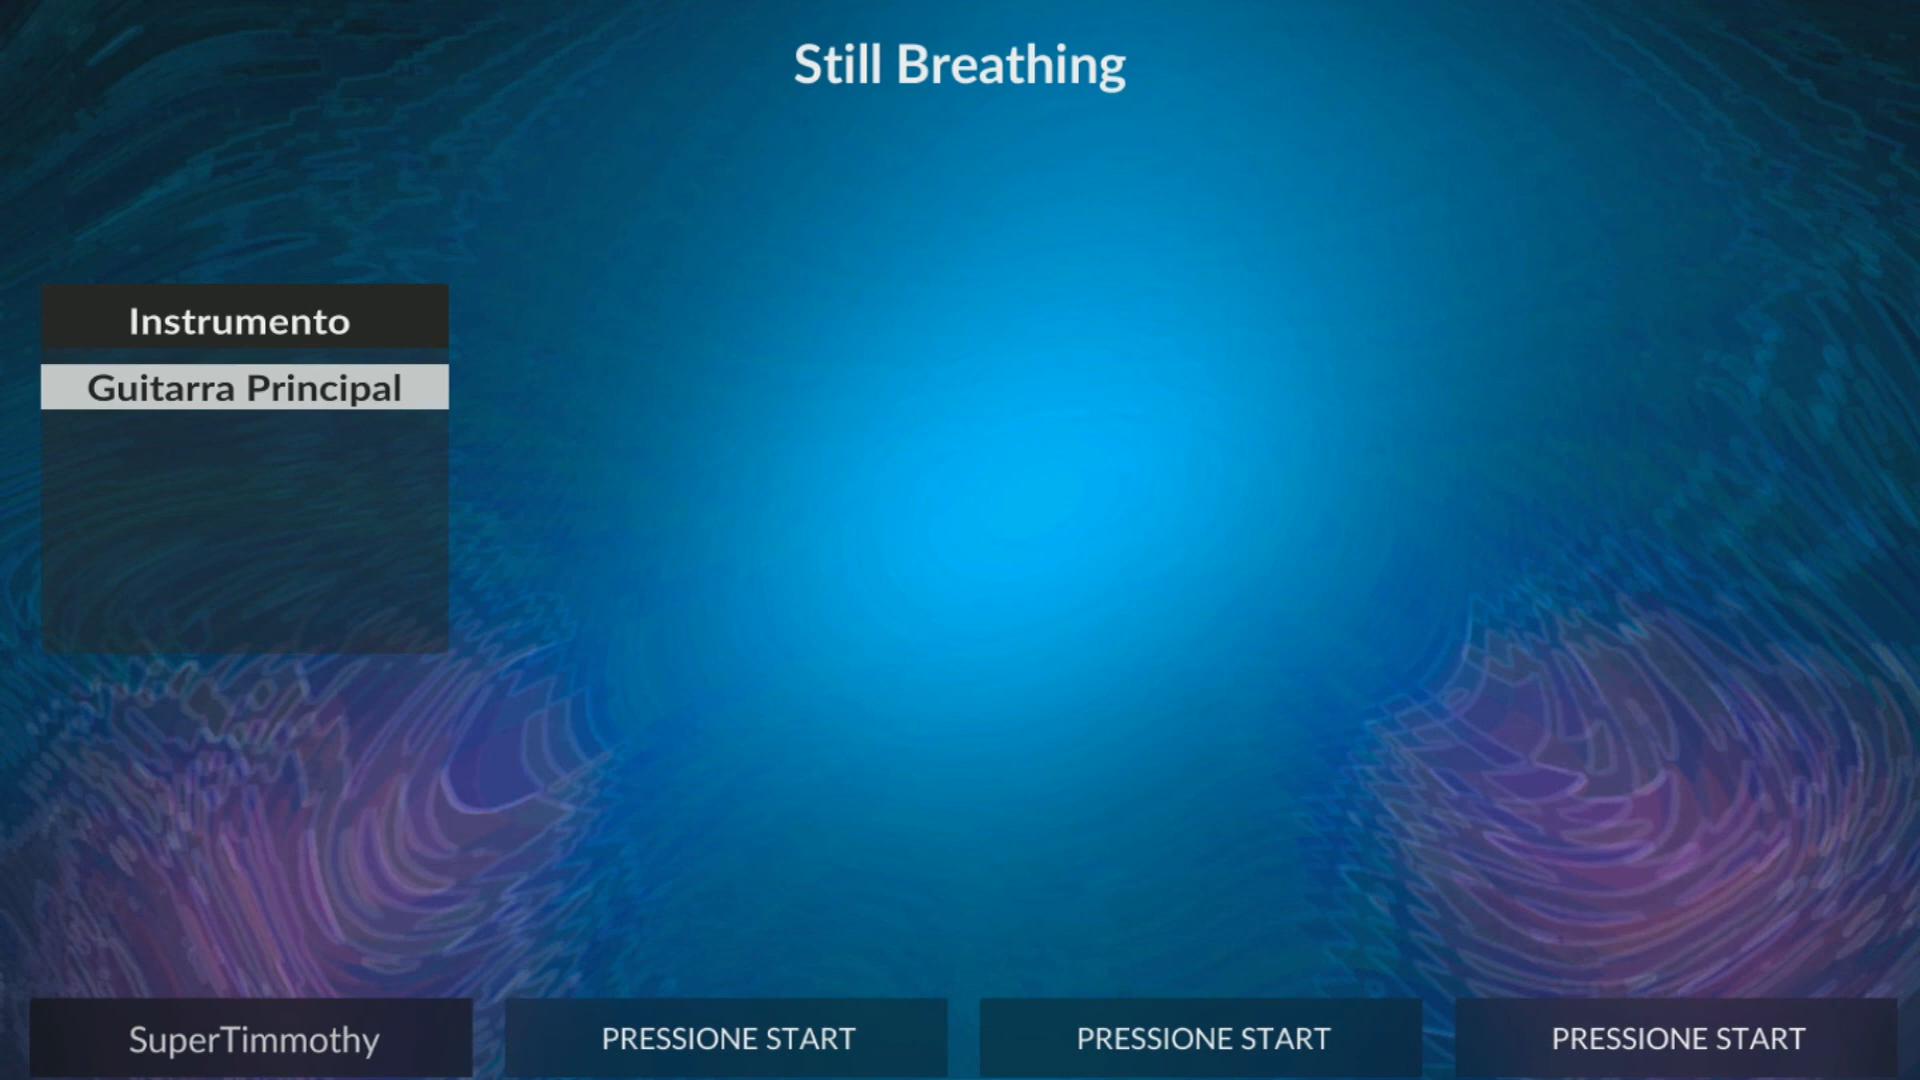 Still Breathing
Instrumento
Guitarra Principal
SuperTimmothy
PRESSIONE START
PRESSIONE START
PRESSIONE START